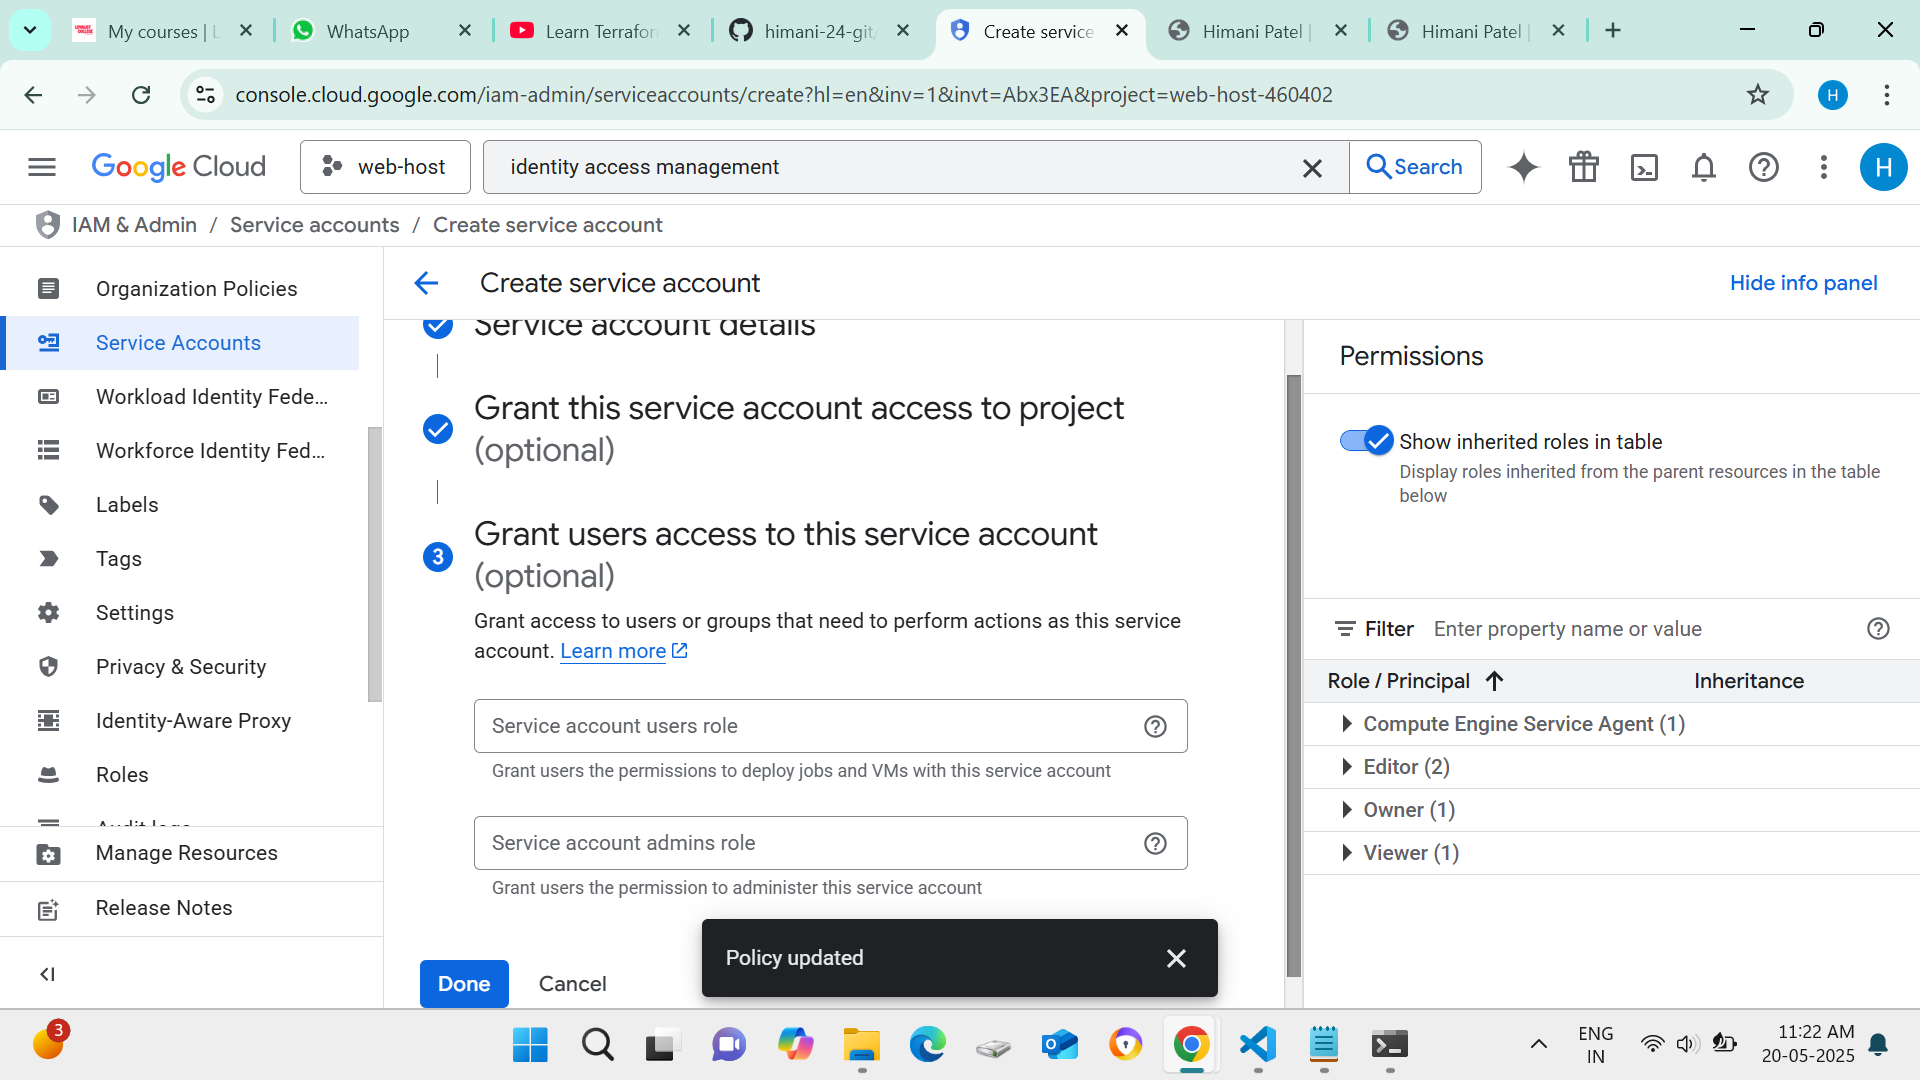 My courses | L
WhatsApp
Learn Terraform
himani-24-git/
Create service
Himani Patel |
Himani Patel |
console.cloud.google.com/iam-admin/serviceaccounts/create?hl=en&inv=1&invt=Abx3EA&project=web-host-460402
H
Google Cloud
web-host
identity access management
Search
H
IAM & Admin / Service accounts / Create service account
Organization Policies
Service Accounts
Workload Identity Fede...
Workforce Identity Fed...
Labels
Tags
Settings
Privacy & Security
Identity-Aware Proxy
Roles
Audit logs
Manage Resources
Release Notes
Create service account
Hide info panel
Service account details
Grant this service account access to project
(optional)
3
Grant users access to this service account
(optional)
Grant access to users or groups that need to perform actions as this service
account. Learn more
Service account users role
Grant users the permissions to deploy jobs and VMs with this service account
Service account admins role
Grant users the permission to administer this service account
Done
Cancel
Policy updated
Permissions
Show inherited roles in table
Display roles inherited from the parent resources in the table
below
Filter Enter property name or value
Role / Principal
Inheritance
Compute Engine Service Agent (1)
Editor (2)
Owner (1)
Viewer (1)
3
ENG
IN
11:22 AM
20-05-2025